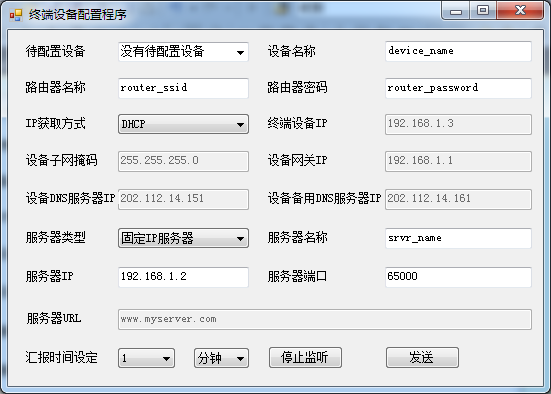 终端设备配置程序
待配置设备 没有待配置设备 设备名称 device_name
路由器名称 router_ssid 路由器密码 router_password
IP获取方式 DHCP 终端设备IP 192.168.1.3
设备子网掩码 255.255.255.0 设备网关IP 192.168.1.1
设备DNS服务器IP 202.112.14.151 设备备用DNS服务器IP 202.112.14.161
服务器类型 固定IP服务器 服务器名称 srvr_name
服务器IP 192.168.1.2 服务器端口 65000
服务器URL www.myserver.com
汇报时间设定 1 分钟 停止监听 发送